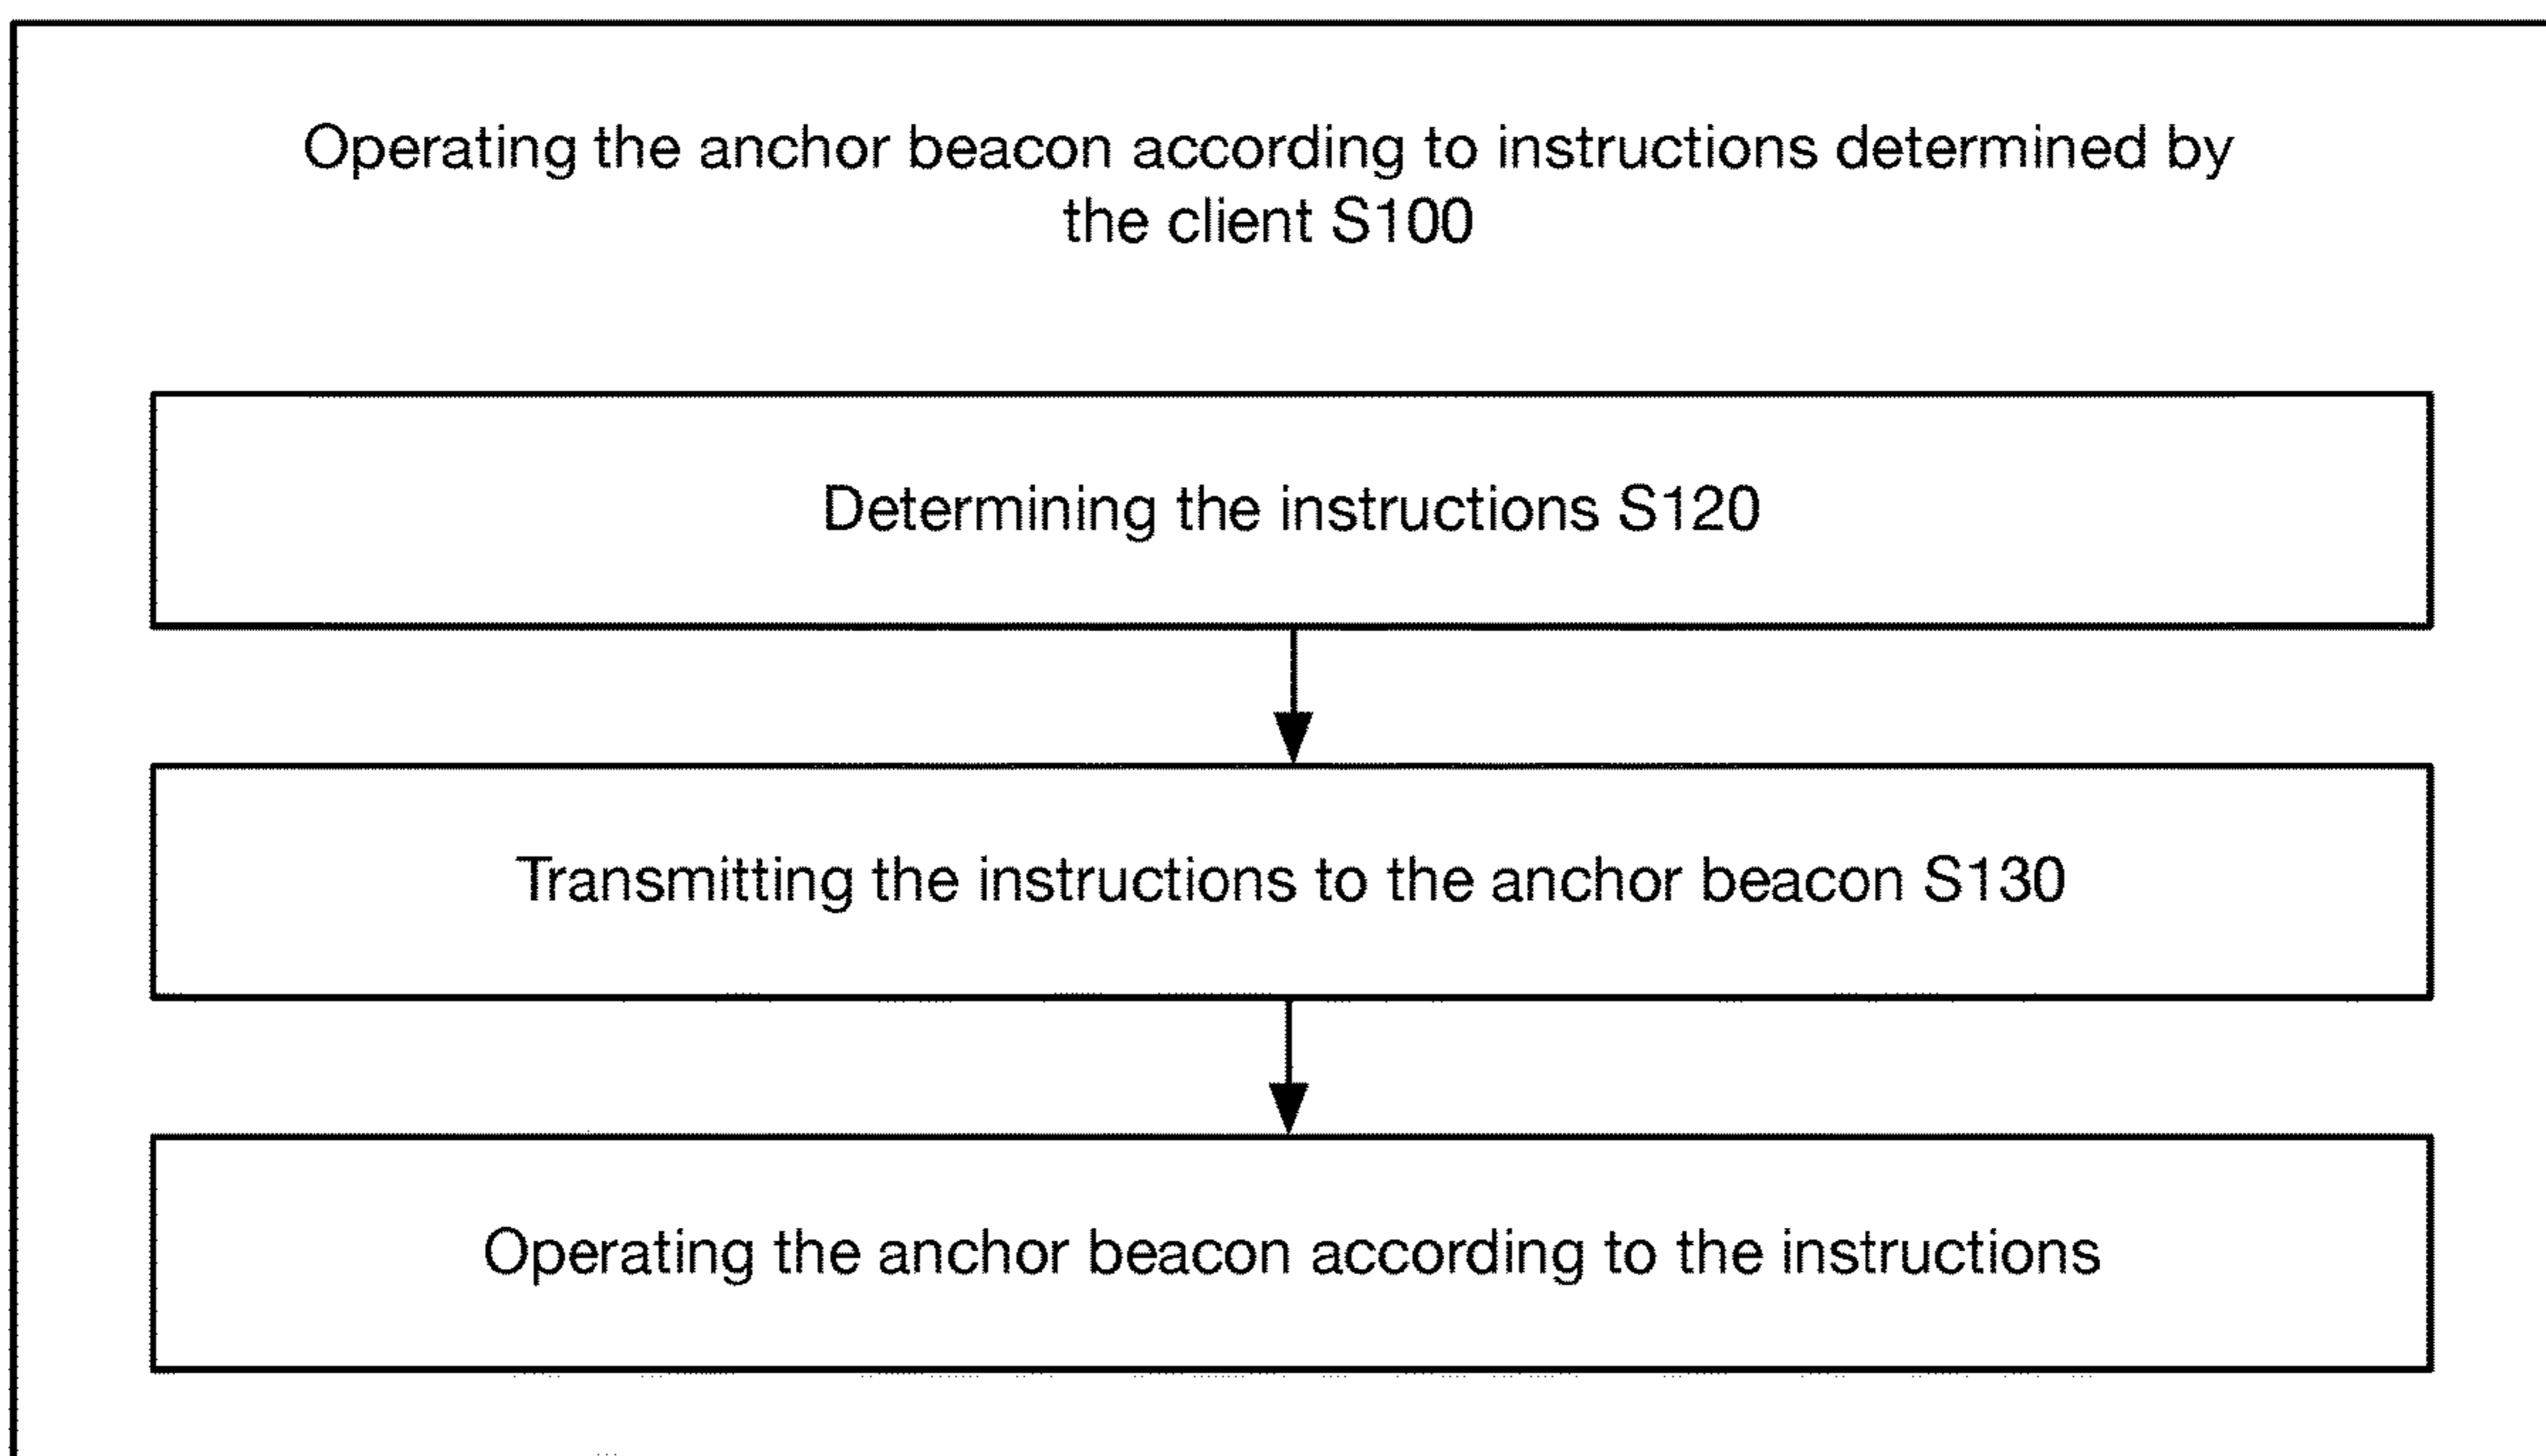 Operating the anchor beacon according to instructions determined by
the client S100
Determining the instructions S120
Transmitting the instructions to the anchor beacon S130
Operating the anchor beacon according to the instructions